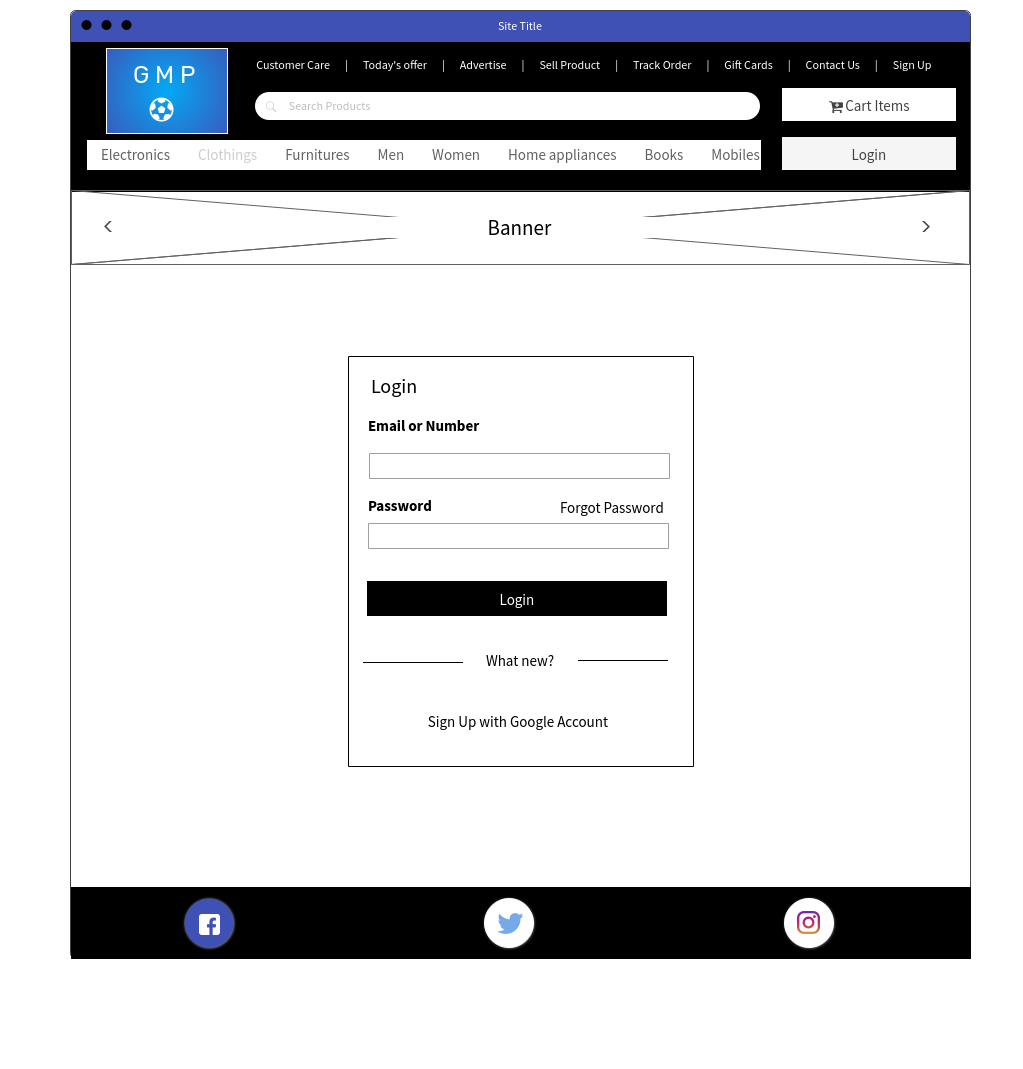 Site Title
GMP
Customer Care | Today's offer | Advertise | Sell Product | Track Order | Gift Cards | Contact Us | Sign Up
Search Products
Cart Items
Electronics Clothings Furnitures Men Women Home appliances Books Mobiles
Login
Banner
Login
Email or Number
Password
Forgot Password
Login
What new?
Sign Up with Google Account